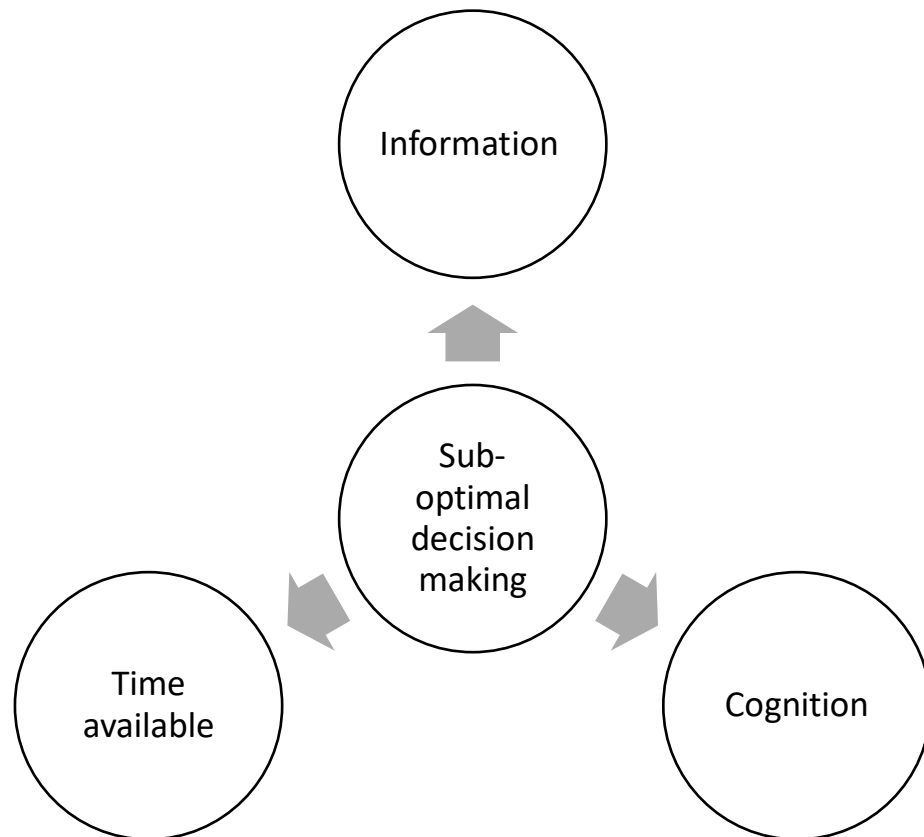 Information
Sub-
optimal
decision
making
Time
available
Cognition